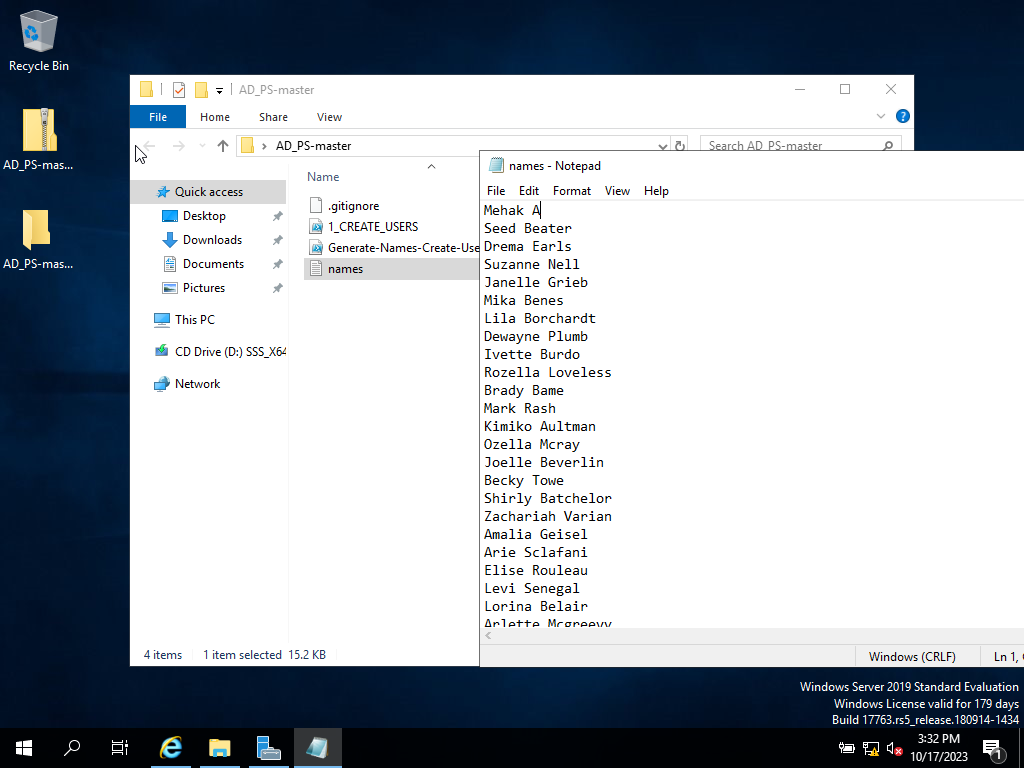 Recycle Bin
AD_PS-mas...
AD_PS-mas...
AD_PS-master
File Home Share View
AD_PS-master
Search AD_PS-master
Quick access
Desktop
Downloads
Documents
Pictures
This PC
CD Drive (D:) SSS_X64
Network
Name
.gitignore
1_CREATE_USERS
Generate-Names-Create-Use
names
4 items 1 item selected 15.2 KB
names - Notepad
File Edit Format View Help
Mehak A
Seed Beater
Drema Earls
Suzanne Nell
Janelle Grieb
Mika Benes
Lila Borchardt
Dewayne Plumb
Ivette Burdo
Rozella Loveless
Brady Bame
Mark Rash
Kimiko Aultman
Ozella Mcray
Joelle Beverlin
Becky Towe
Shirly Batchelor
Zachariah Varian
Amalia Geisel
Arie Sclafani
Elise Rouleau
Levi Senegal
Lorina Belair
Arlette Mcgreevy
Windows (CRLF) Ln 1,
Windows Server 2019 Standard Evaluation
Windows License valid for 179 days
Build 17763.rs5_release.180914-1434
3:32 PM
10/17/2023
1